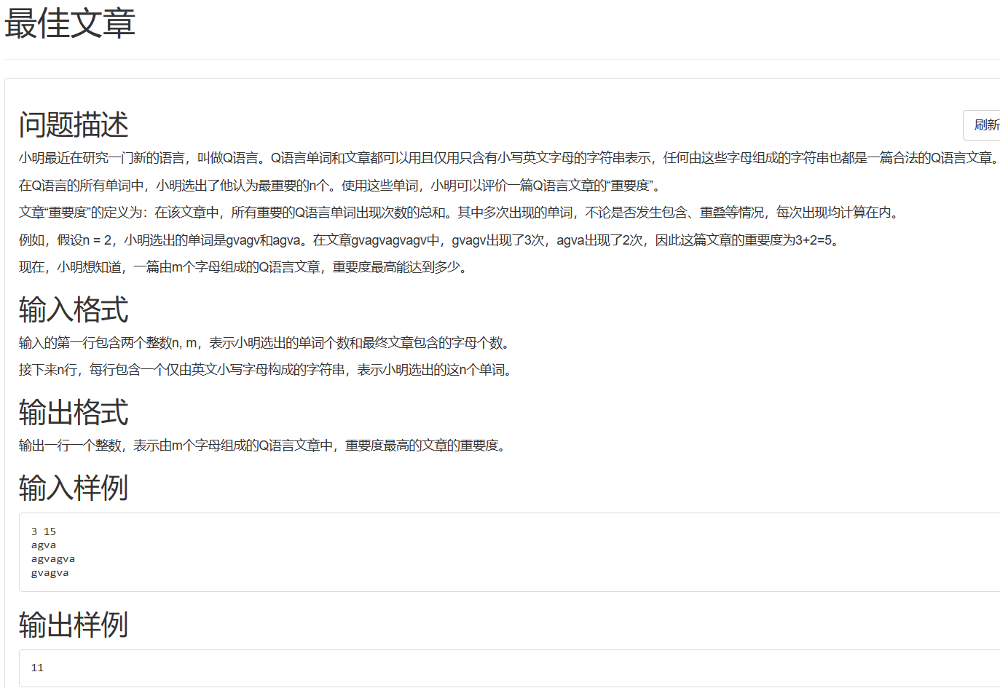 最佳文章
问题描述
刷新
小明最近在研究一门新的语言，叫做Q语言。Q语言单词和文章都可以用且仅用只含有小写英文字母的字符串表示，任何由这些字母组成的字符串也都是一篇合法的Q语言文章。
在Q语言的所有单词中，小明选出了他认为最重要的n个。使用这些单词，小明可以评价一篇Q语言文章的“重要度”。
文章“重要度”的定义为：在该文章中，所有重要的Q语言单词出现次数的总和。其中多次出现的单词，不论是否发生包含、重叠等情况，每次出现均计算在内。
例如，假设n = 2，小明选出的单词是gvagv和agva。在文章gvagvagvagv中，gvagv出现了3次，agva出现了2次，因此这篇文章的重要度为3+2=5。
现在，小明想知道，一篇由m个字母组成的Q语言文章，重要度最高能达到多少。
输入格式
输入的第一行包含两个整数n, m，表示小明选出的单词个数和最终文章包含的字母个数。
接下来n行，每行包含一个仅由英文小写字母构成的字符串，表示小明选出的这n个单词。
输出格式
输出一行一个整数，表示由m个字母组成的Q语言文章中，重要度最高的文章的重要度。
输入样例
3 15
agva
agvagva
gvagva
输出样例
11